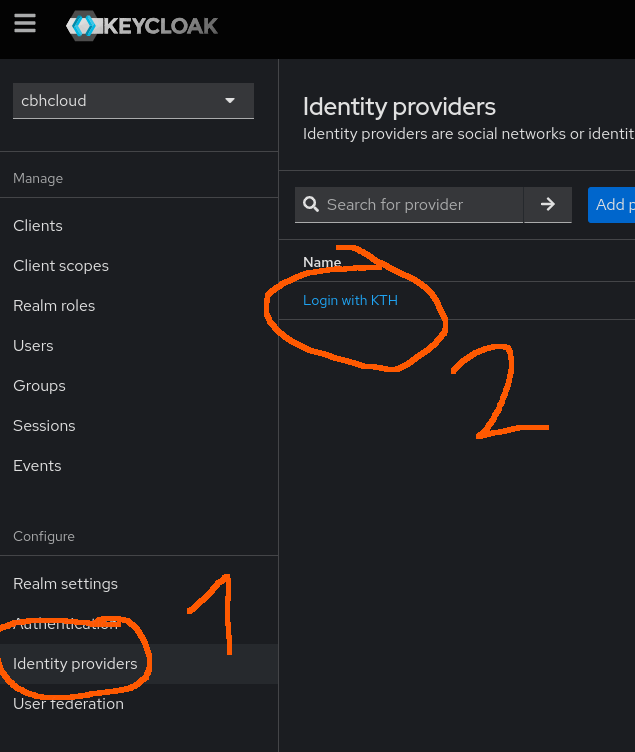 KEYCLOAK
cbhcloud
Manage
Clients
Client scopes
Realm roles
Users
Groups
Sessions
Events
Configure
Realm settings
Authentication
Identity providers
User federation
1
Identity providers
Identity providers are social networks or identit
Search for provider
Add p
Name
Login with KTH
2